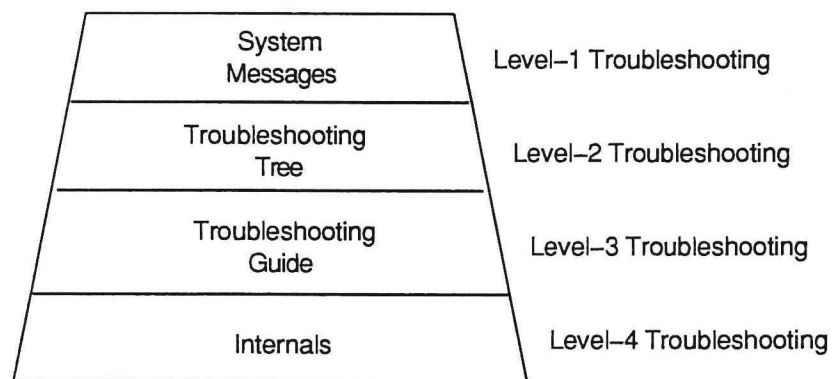 System
Messages
Level–1 Troubleshooting
Troubleshooting
Tree
Level–2 Troubleshooting
Troubleshooting
Guide
Level–3 Troubleshooting
Internals
Level–4 Troubleshooting